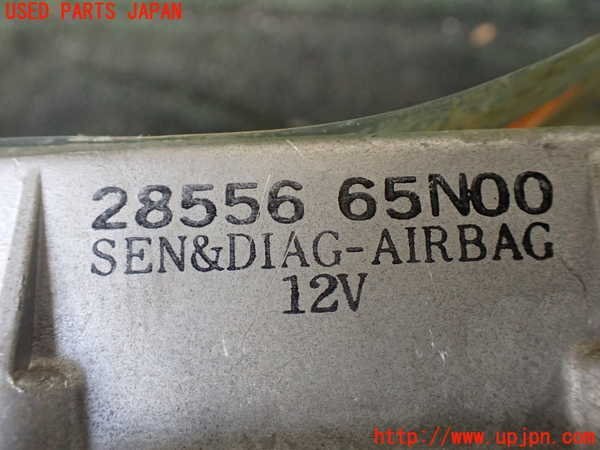 USED PARTS JAPAN
28556 65N00
SEN&DIAG-AIRBAG
12V
http://www.upjpn.com/